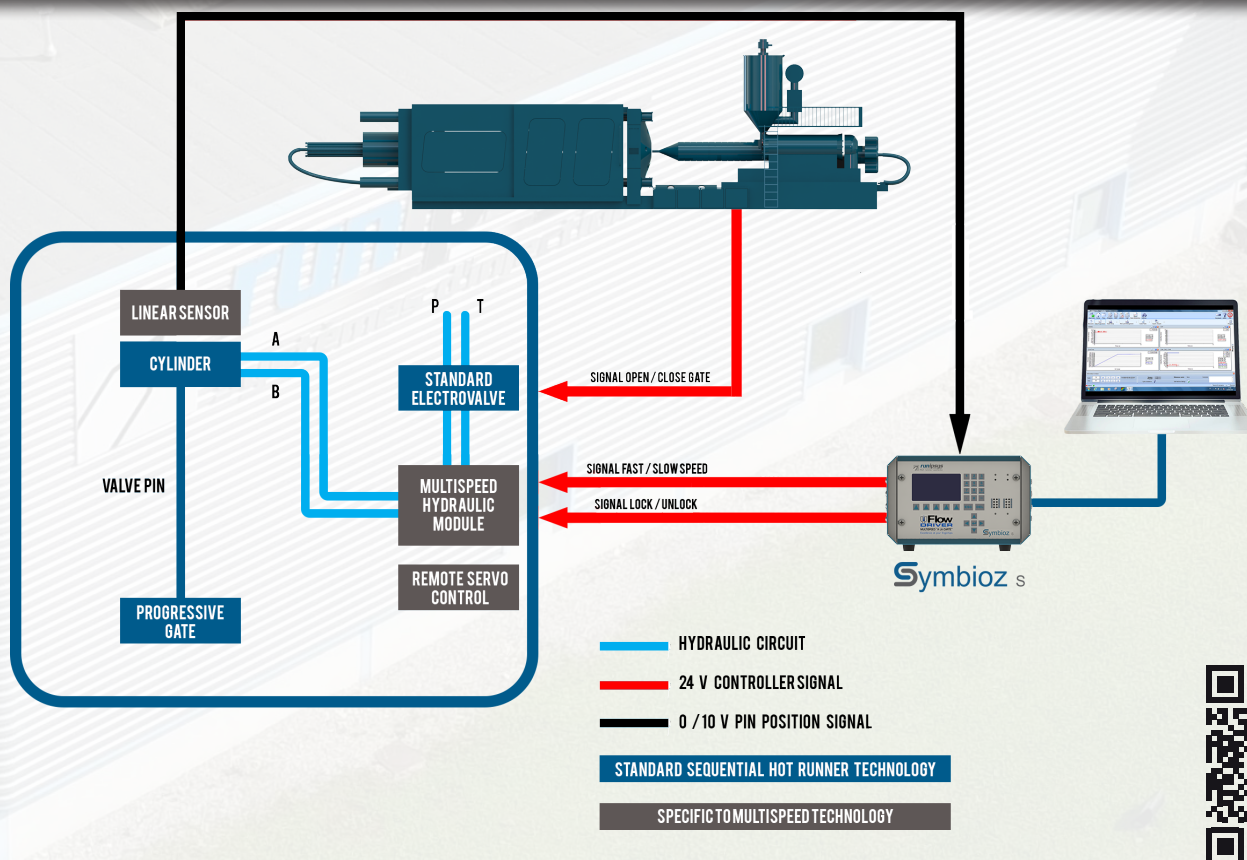 LINEAR SENSOR
CYLINDER
A
B
P
T
STANDARD
ELECTROVALVE
SIGNAL OPEN / CLOSE GATE
VALVE PIN
MULTISPEED
HYDRAULIC
MODULE
SIGNAL FAST / SLOW SPEED
SIGNAL LOCK / UNLOCK
REMOTE SERVO
CONTROL
PROGRESSIVE
GATE
runipsys
Flow
DRIVER
Symbioz s
Symbioz s
HYDRAULIC CIRCUIT
24 V CONTROLLER SIGNAL
0 / 10 V PIN POSITION SIGNAL
STANDARD SEQUENTIAL HOT RUNNER TECHNOLOGY
SPECIFIC TO MULTISPEED TECHNOLOGY